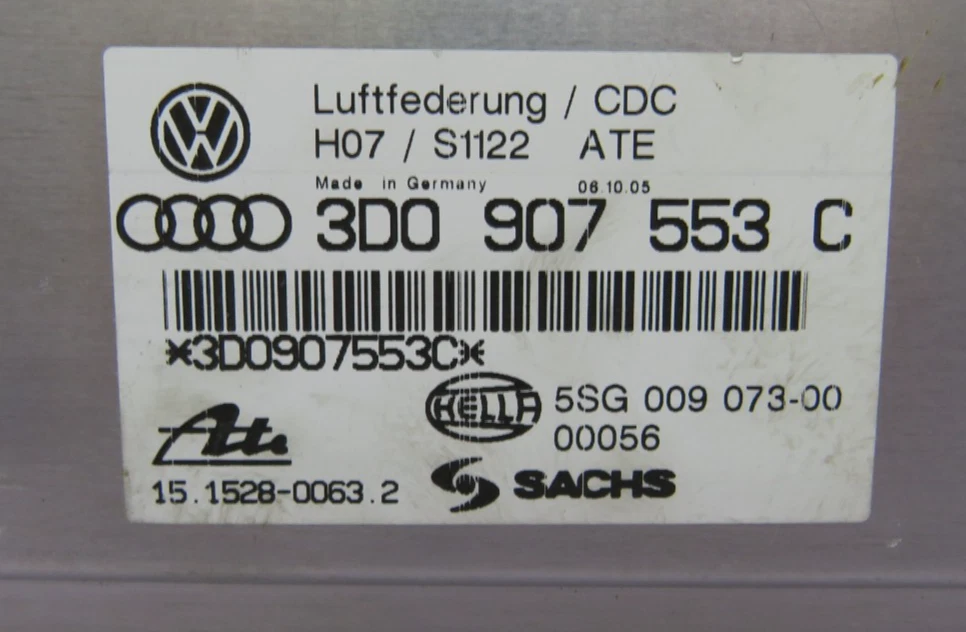 Luftfederung / CDC
H07 / S1122 ATE
Made in Germany 06.10.05
3D0 907 553 C
*3D0907553C*
HELLA 5SG 009 073-00
00056
Ate
15.1528-0063.2
SACHS